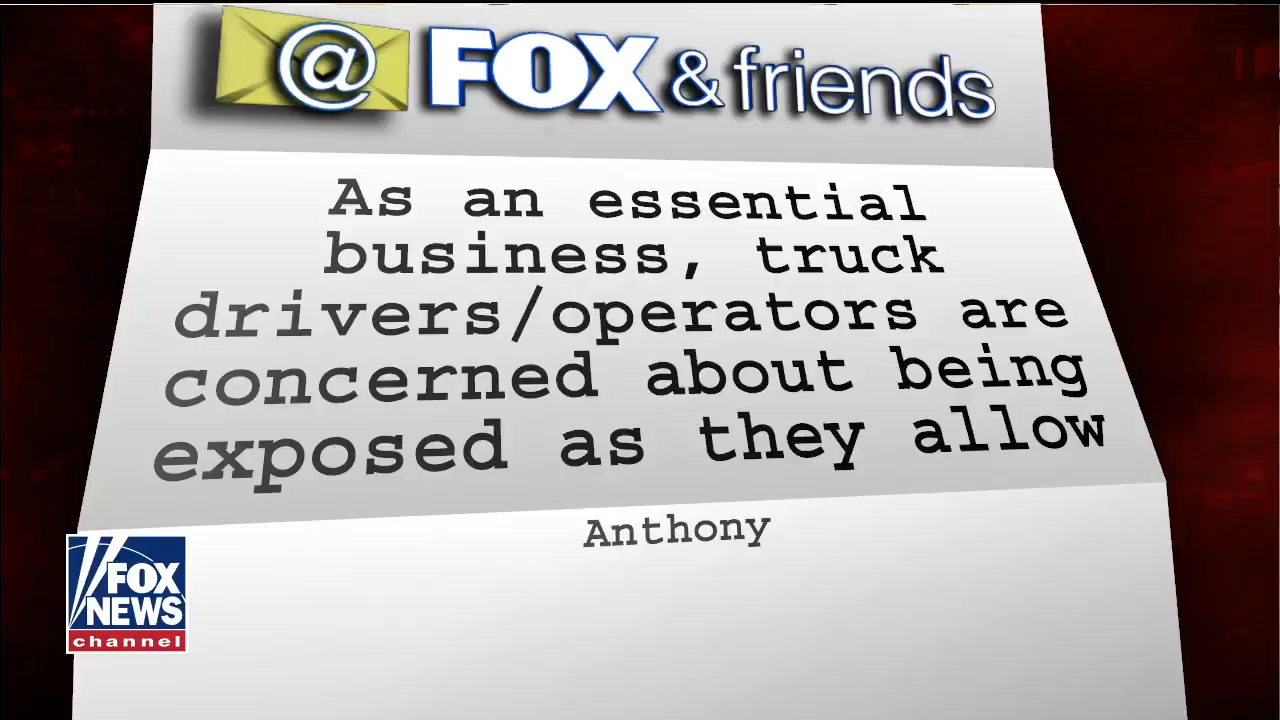 @ FOX & friends
As an essential
business, truck
drivers/operators are
concerned about being
exposed as they allow
Anthony
FOX
NEWS
channel